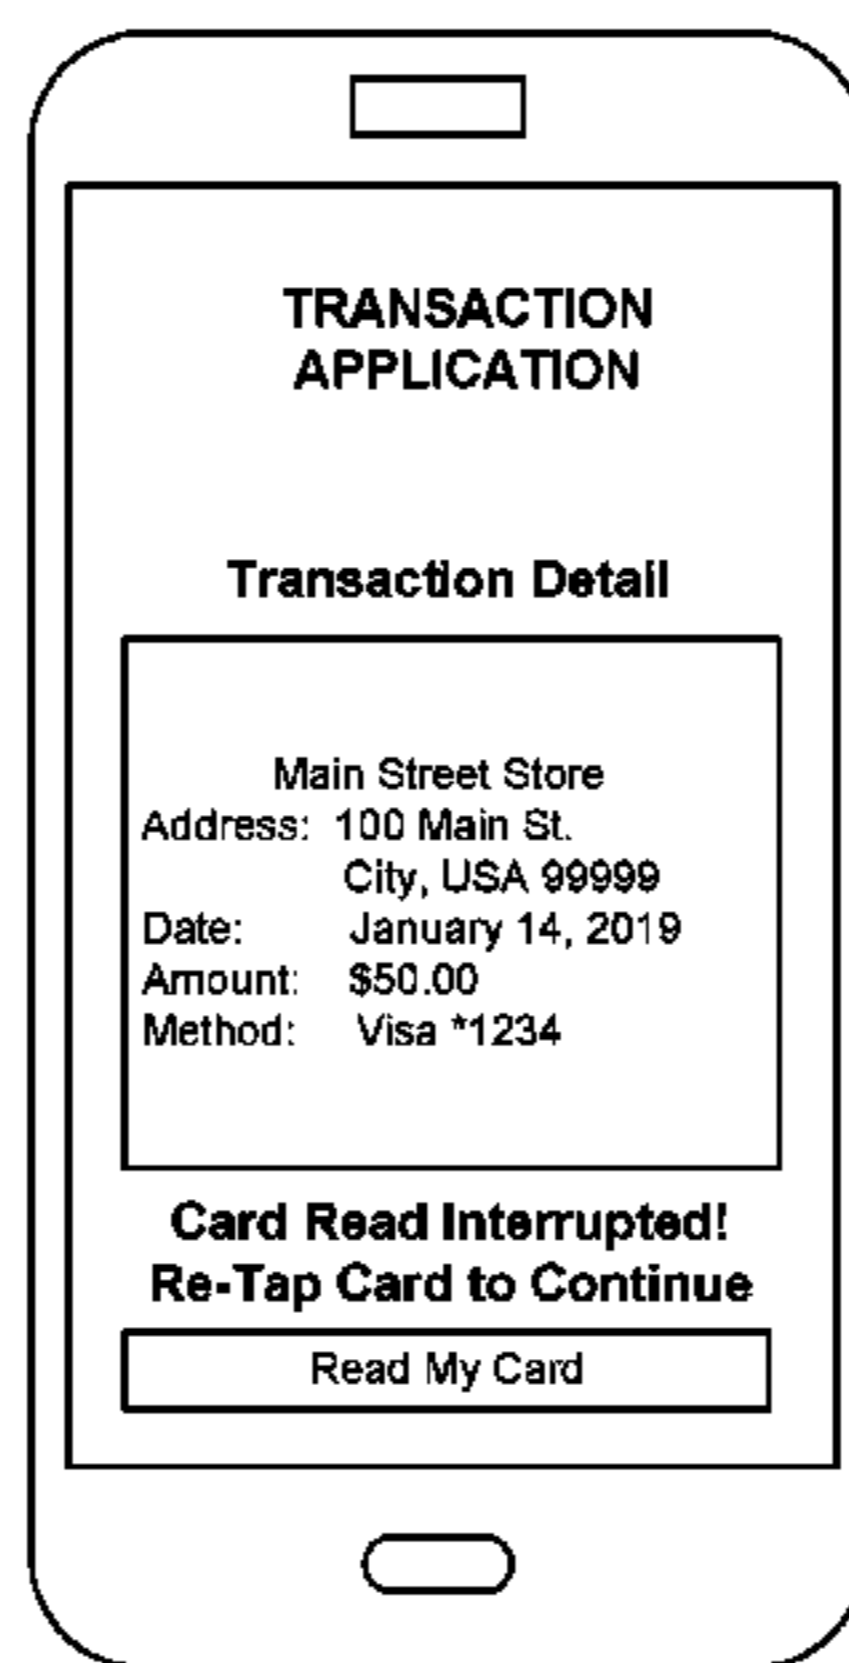 TRANSACTION
APPLICATION
Transaction Detail
Main Street Store
Address: 100 Main St.
City, USA 99999
Date: January 14, 2019
Amount: $50.00
Method: Visa *1234
Card Read Interrupted!
Re-Tap Card to Continue
Read My Card